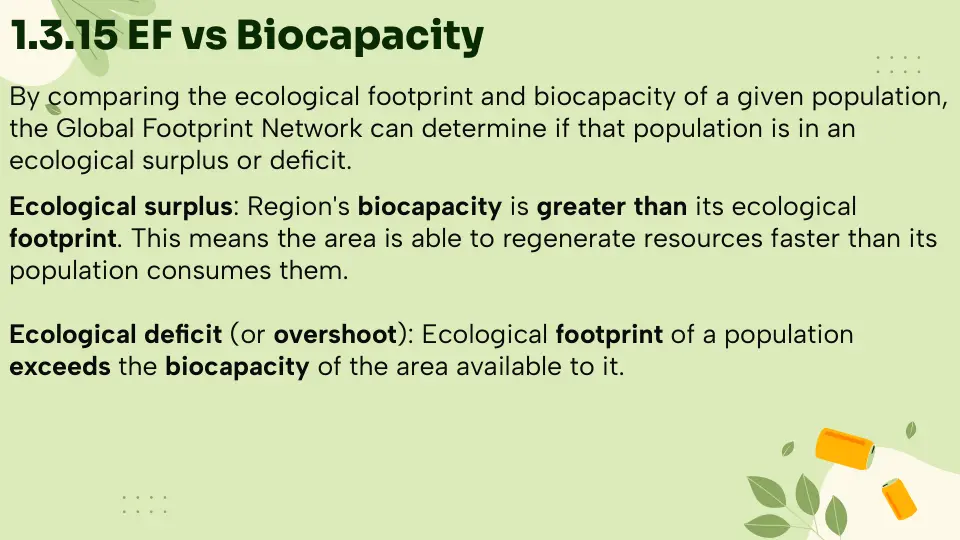 1.3.15 EF vs Biocapacity
By comparing the ecological footprint and biocapacity of a given population,
the Global Footprint Network can determine if that population is in an
ecological surplus or deficit.
Ecological surplus: Region's biocapacity is greater than its ecological
footprint. This means the area is able to regenerate resources faster than its
population consumes them.
Ecological deficit (or overshoot): Ecological footprint of a population
exceeds the biocapacity of the area available to it.